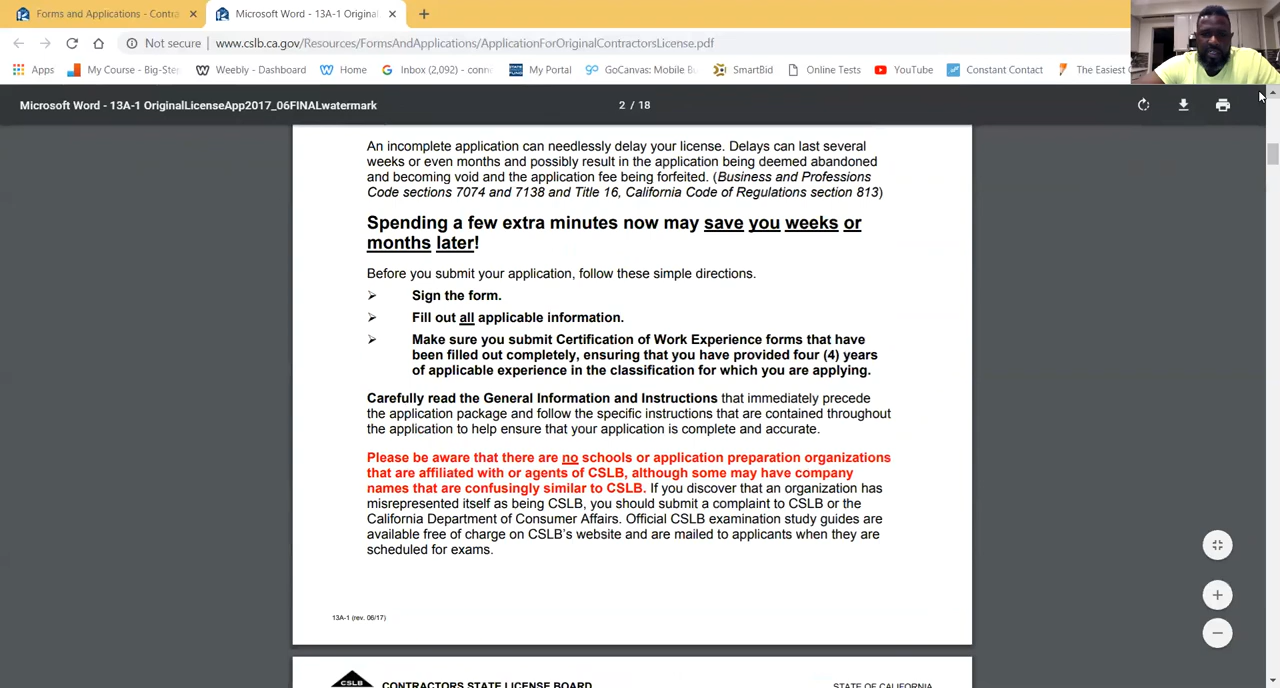 Forms and Applications - Contra
Microsoft Word - 13A-1 Original
Not secure
www.cslb.ca.gov/Resources/FormsAndApplications/ApplicationForOriginalContractorsLicense.pdf
Apps
My Course - Big-Ster
Weebly - Dashboard
Home
Inbox (2,092) - conne
My Portal
GoCanvas: Mobile Bu
SmartBid
Online Tests
YouTube
Constant Contact
The Easiest
Microsoft Word - 13A-1 OriginalLicenseApp2017_06FINALwatermark
2 / 18
An incomplete application can needlessly delay your license. Delays can last several
weeks or even months and possibly result in the application being deemed abandoned
and becoming void and the application fee being forfeited. (Business and Professions
Code sections 7074 and 7138 and Title 16, California Code of Regulations section 813)
Spending a few extra minutes now may save you weeks or
months later!
Before you submit your application, follow these simple directions.
Sign the form.
Fill out all applicable information.
Make sure you submit Certification of Work Experience forms that have
been filled out completely, ensuring that you have provided four (4) years
of applicable experience in the classification for which you are applying.
Carefully read the General Information and Instructions that immediately precede
the application package and follow the specific instructions that are contained throughout
the application to help ensure that your application is complete and accurate.
Please be aware that there are no schools or application preparation organizations
that are affiliated with or agents of CSLB, although some may have company
names that are confusingly similar to CSLB. If you discover that an organization has
misrepresented itself as being CSLB, you should submit a complaint to CSLB or the
California Department of Consumer Affairs. Official CSLB examination study guides are
available free of charge on CSLB's website and are mailed to applicants when they are
scheduled for exams.
13A-1 (rev. 06/17)
CSLB
CONTRACTORS STATE LICENSE BOARD
STATE OF CALIFORNIA